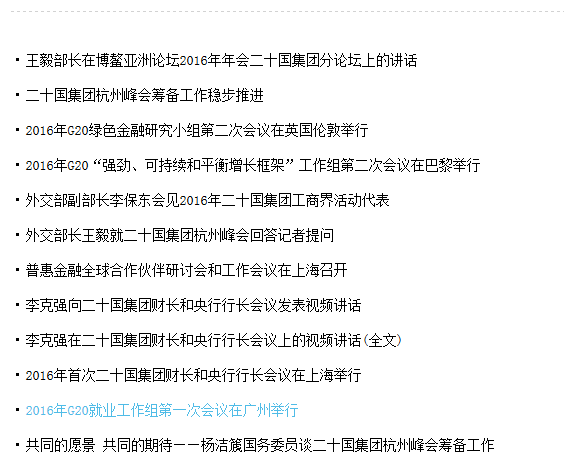 · 王毅部长在博鳌亚洲论坛2016年年会二十国集团分论坛上的讲话
· 二十国集团杭州峰会筹备工作稳步推进
· 2016年G20绿色金融研究小组第二次会议在英国伦敦举行
· 2016年G20“强劲、可持续和平衡增长框架”工作组第二次会议在巴黎举行
· 外交部副部长李保东会见2016年二十国集团工商界活动代表
· 外交部长王毅就二十国集团杭州峰会回答记者提问
· 普惠金融全球合作伙伴研讨会和工作会议在上海召开
· 李克强向二十国集团财长和央行行长会议发表视频讲话
· 李克强在二十国集团财长和央行行长会议上的视频讲话(全文)
· 2016年首次二十国集团财长和央行行长会议在上海举行
· 2016年G20就业工作组第一次会议在广州举行
· 共同的愿景 共同的期待——杨洁篪国务委员谈二十国集团杭州峰会筹备工作